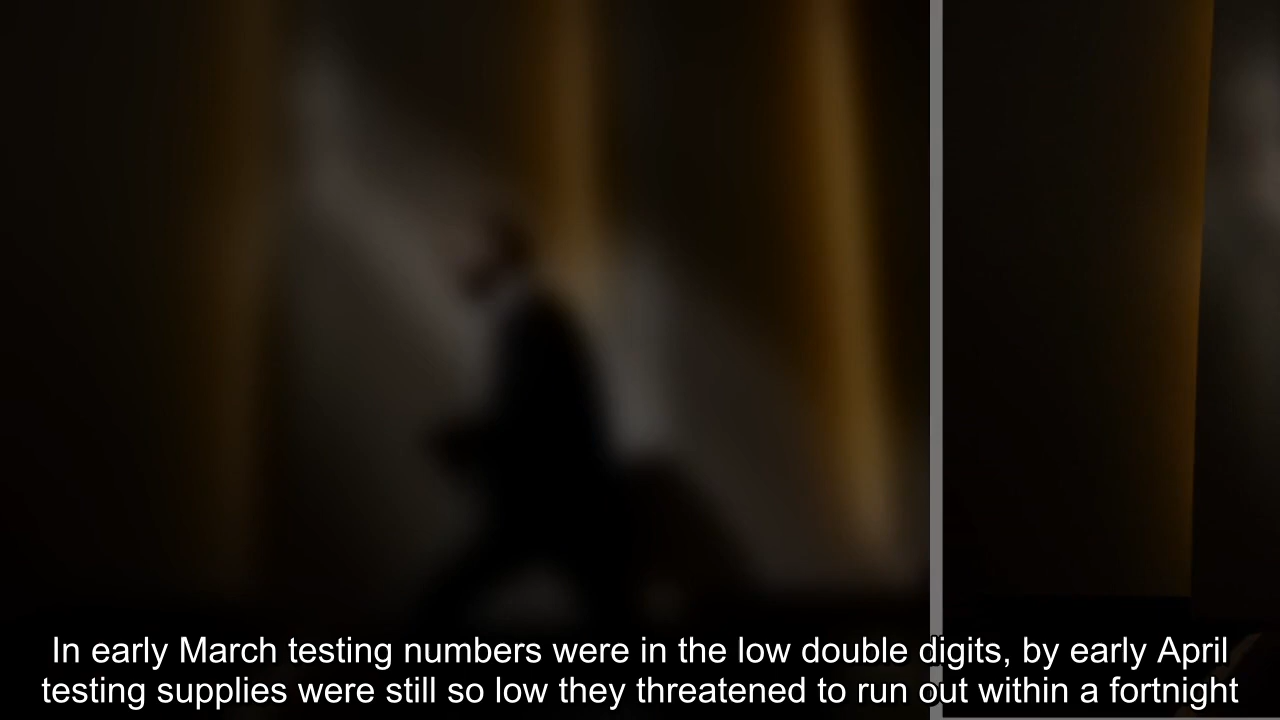 In early March testing numbers were in the low double digits, by early April
testing supplies were still so low they threatened to run out within a fortnight